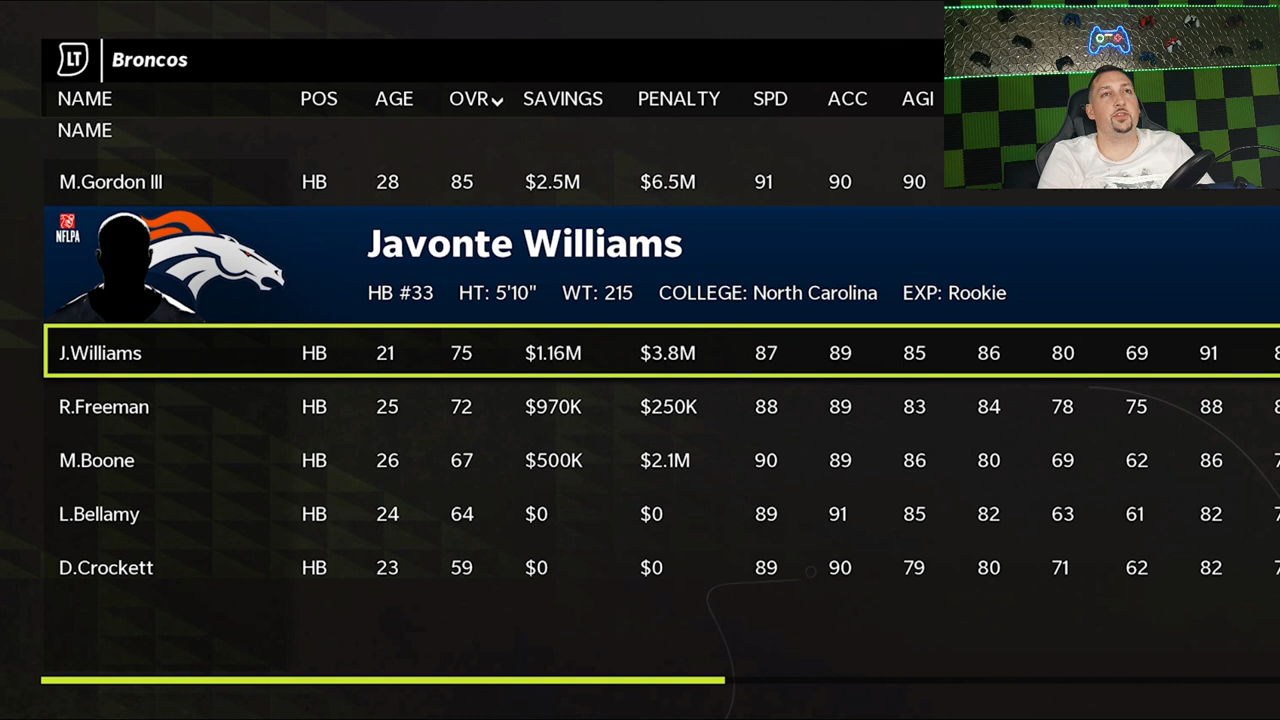 LT Broncos
NAME POS AGE OVR SAVINGS PENALTY SPD ACC AGI
NAME
M.Gordon III HB 28 85 $2.5M $6.5M 91 90 90
NFLPA
Javonte Williams
HB #33 HT: 5'10" WT: 215 COLLEGE: North Carolina EXP: Rookie
J.Williams HB 21 75 $1.16M $3.8M 87 89 85 86 80 69 91
R.Freeman HB 25 72 $970K $250K 88 89 83 84 78 75 88
M.Boone HB 26 67 $500K $2.1M 90 89 86 80 69 62 86
L.Bellamy HB 24 64 $0 $0 89 91 85 82 63 61 82
D.Crockett HB 23 59 $0 $0 89 90 79 80 71 62 82